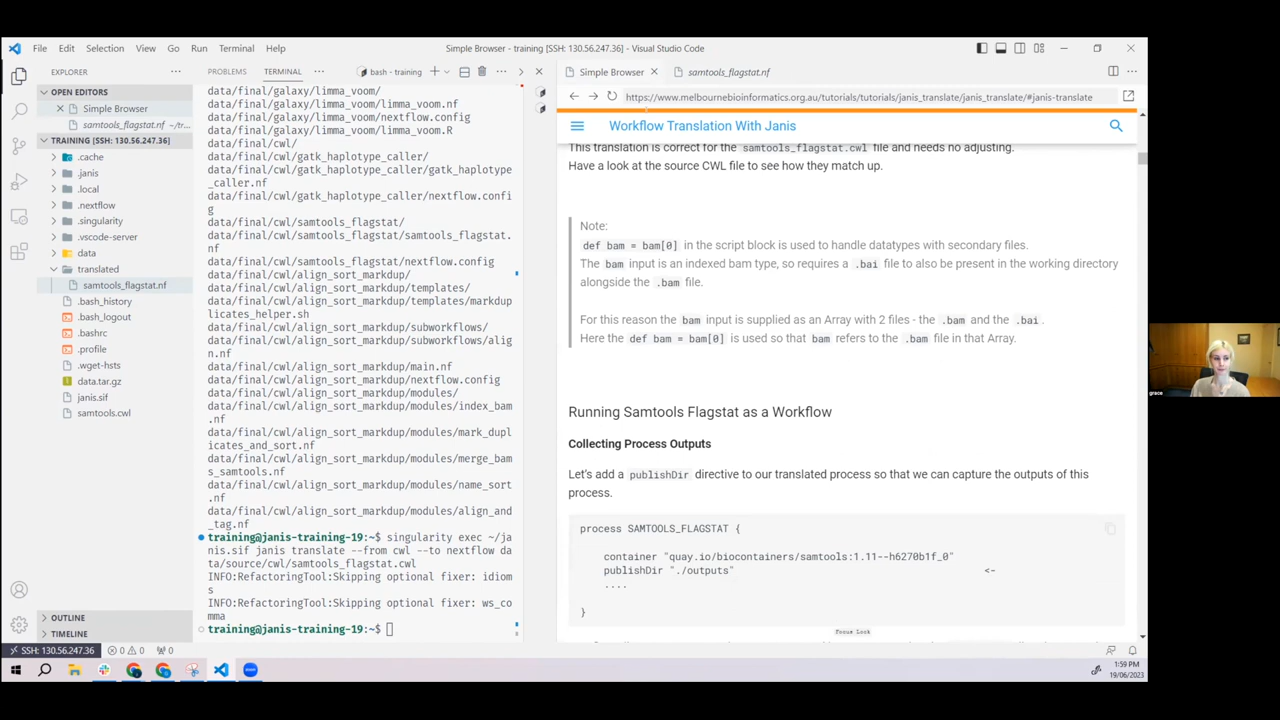 File Edit Selection View Go Run Terminal Help
Simple Browser - training [SSH: 130.56.247.36] - Visual Studio Code
EXPLORER
OPEN EDITORS
Simple Browser
samtools_flagstat.nf ~/tr...
TRAINING [SSH: 130.56.247.36]
.cache
.janis
.local
.nextflow
.singularity
.vscode-server
data
translated
samtools_flagstat.nf
.bash_history
.bash_logout
.bashrc
.profile
.wget-hsts
data.tar.gz
janis.sif
samtools.cwl
OUTLINE
TIMELINE
PROBLEMS TERMINAL
bash - training
data/final/galaxy/limma_voom/
data/final/galaxy/limma_voom/limma_voom.nf
data/final/galaxy/limma_voom/nextflow.config
data/final/galaxy/limma_voom/limma_voom.R
data/final/cwl/
data/final/cwl/gatk_haplotype_caller/
data/final/cwl/gatk_haplotype_caller/gatk_haplotype
_caller.nf
data/final/cwl/gatk_haplotype_caller/nextflow.confi
g
data/final/cwl/samtools_flagstat/
data/final/cwl/samtools_flagstat/samtools_flagstat.
nf
data/final/cwl/samtools_flagstat/nextflow.config
data/final/cwl/align_sort_markdup/
data/final/cwl/align_sort_markdup/templates/
data/final/cwl/align_sort_markdup/templates/markdup
licates_helper.sh
data/final/cwl/align_sort_markdup/subworkflows/
data/final/cwl/align_sort_markdup/subworkflows/alig
n.nf
data/final/cwl/align_sort_markdup/main.nf
data/final/cwl/align_sort_markdup/nextflow.config
data/final/cwl/align_sort_markdup/modules/
data/final/cwl/align_sort_markdup/modules/index_bam
.nf
data/final/cwl/align_sort_markdup/modules/mark_dupl
icates_and_sort.nf
data/final/cwl/align_sort_markdup/modules/merge_bam
s_samtools.nf
data/final/cwl/align_sort_markdup/modules/name_sort
.nf
data/final/cwl/align_sort_markdup/modules/align_and
_tag.nf
training@janis-training-19:~$ singularity exec ~/ja
nis.sif janis translate --from cwl --to nextflow da
ta/source/cwl/samtools_flagstat.cwl
INFO:RefactoringTool:Skipping optional fixer: idiom
s
INFO:RefactoringTool:Skipping optional fixer: ws_co
mma
training@janis-training-19:~$
Simple Browser samtools_flagstat.nf
https://www.melbournebioinformatics.org.au/tutorials/tutorials/janis_translate/janis_translate/#janis-translate
Workflow Translation With Janis
This translation is correct for the samtools_flagstat.cwl file and needs no adjusting.
Have a look at the source CWL file to see how they match up.
Note:
def bam = bam[0] in the script block is used to handle datatypes with secondary files.
The bam input is an indexed bam type, so requires a .bai file to also be present in the working directory
alongside the .bam file.
For this reason the bam input is supplied as an Array with 2 files - the .bam and the .bai .
Here the def bam = bam[0] is used so that bam refers to the .bam file in that Array.
Running Samtools Flagstat as a Workflow
Collecting Process Outputs
Let's add a publishDir directive to our translated process so that we can capture the outputs of this
process.
process SAMTOOLS_FLAGSTAT {
container "quay.io/biocontainers/samtools:1.11--h6270b1f_0"
publishDir "./outputs" <-
....
}
Focus Lock
grace
SSH: 130.56.247.36 0 0 0
1:59 PM
19/06/2023